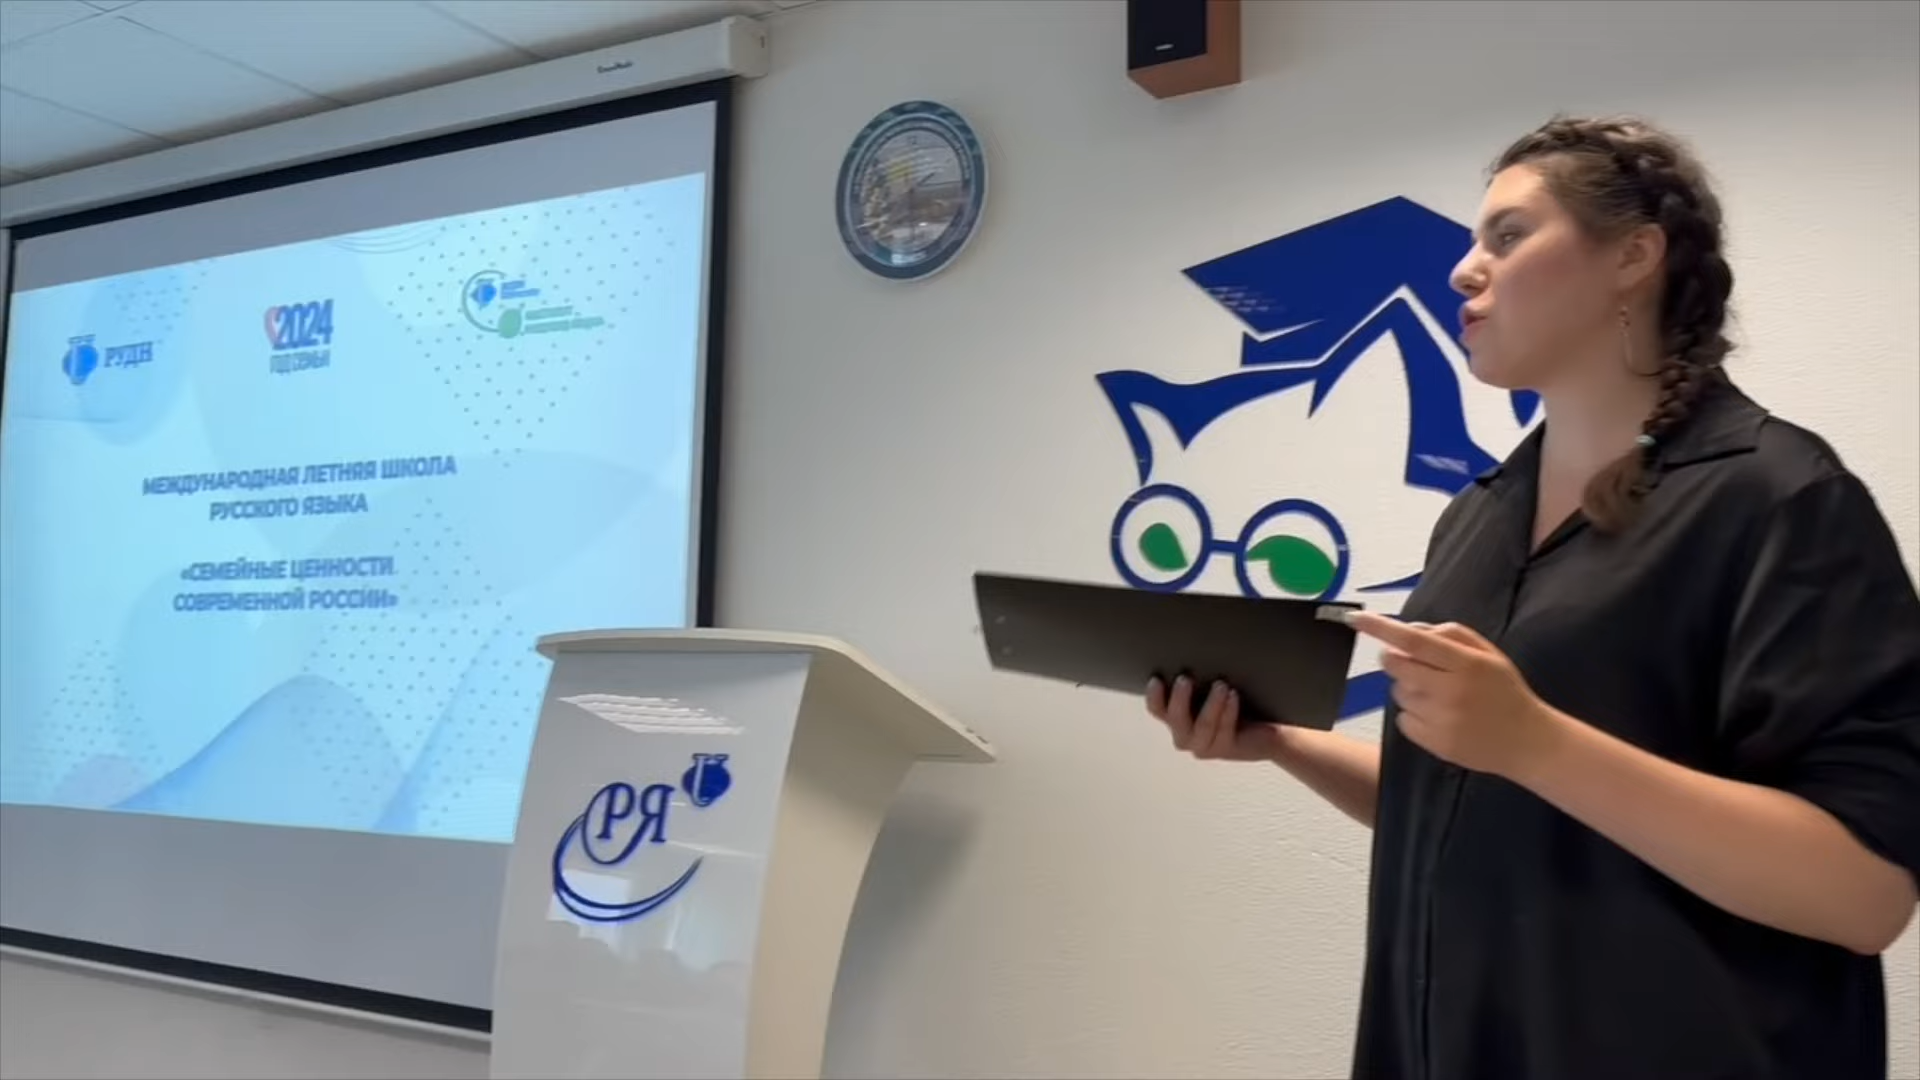 РУДН
2024
ГОД СЕМЬИ
МЕЖДУНАРОДНАЯ ЛЕТНЯЯ ШКОЛА
РУССКОГО ЯЗЫКА
«СЕМЕЙНЫЕ ЦЕННОСТИ
СОВРЕМЕННОЙ РОССИИ»
РЯ